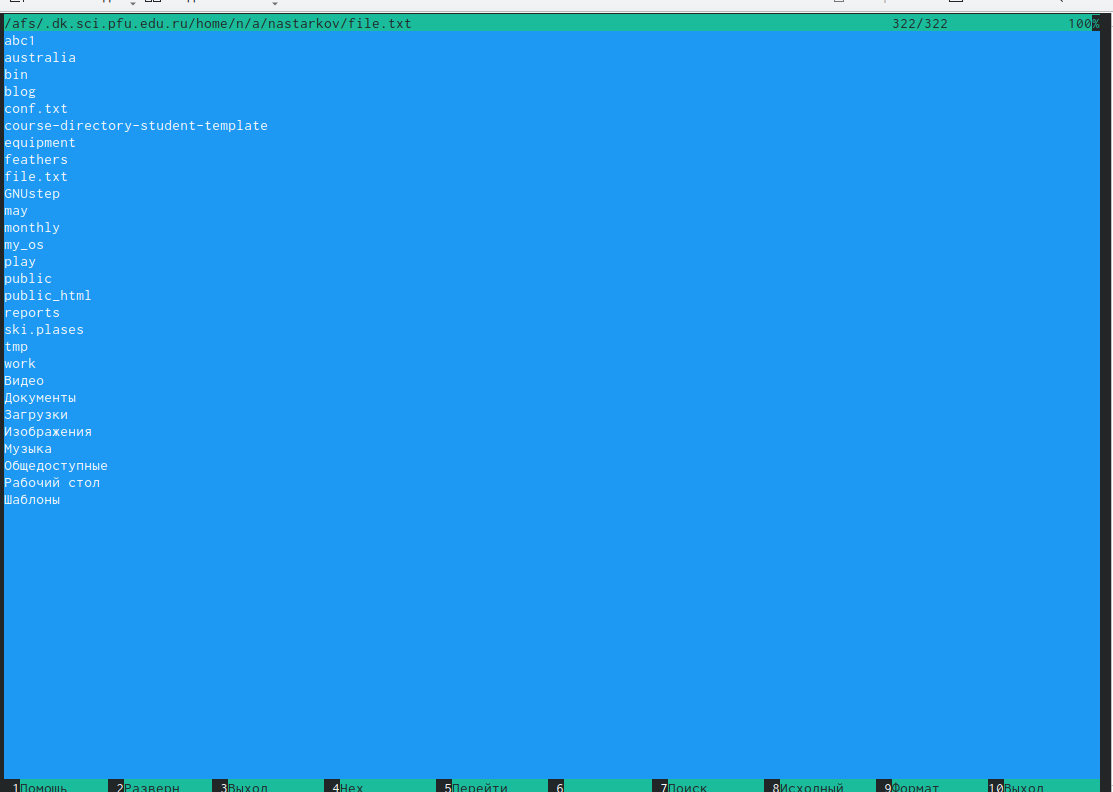 /afs/.dk.sci.pfu.edu.ru/home/n/a/nastarkov/file.txt 322/322 100%
abc1
australia
bin
blog
conf.txt
course-directory-student-template
equipment
feathers
file.txt
GNUstep
may
monthly
my_os
play
public
public_html
reports
ski.plases
tmp
work
Видео
Документы
Загрузки
Изображения
Музыка
Общедоступные
Рабочий стол
Шаблоны
1Помощь 2Разверн 3Выход 4Hex 5Перейти 6 7Поиск 8Исходный 9Формат 10Выход